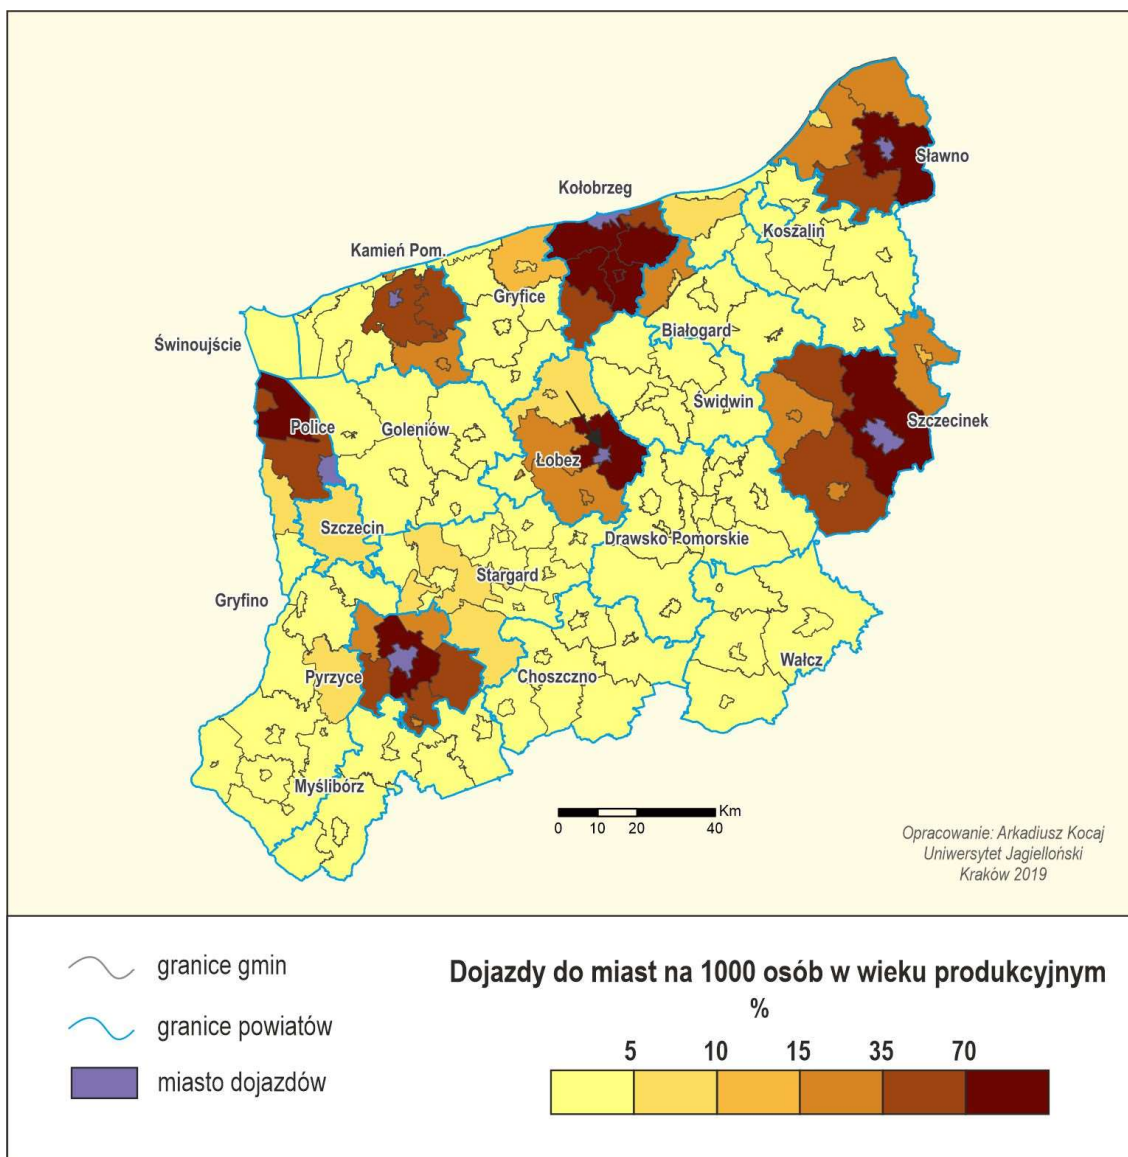 Sławno
Kołobrzeg
Koszalin
Kamień Pom.
Gryfice
Białogard
Świnoujście
Świdwin
Szczecinek
Police
Goleniów
Łobez
Szczecin
Drawsko Pomorskie
Stargard
Gryfino
Wałcz
Pyrzyce
Choszczno
Myślibórz
Km
0 10 20 40
Opracowanie: Arkadiusz Kocaj
Uniwersytet Jagielloński
Kraków 2019
granice gmin
granice powiatów
miasto dojazdów
Dojazdy do miast na 1000 osób w wieku produkcyjnym
%
5 10 15 35 70